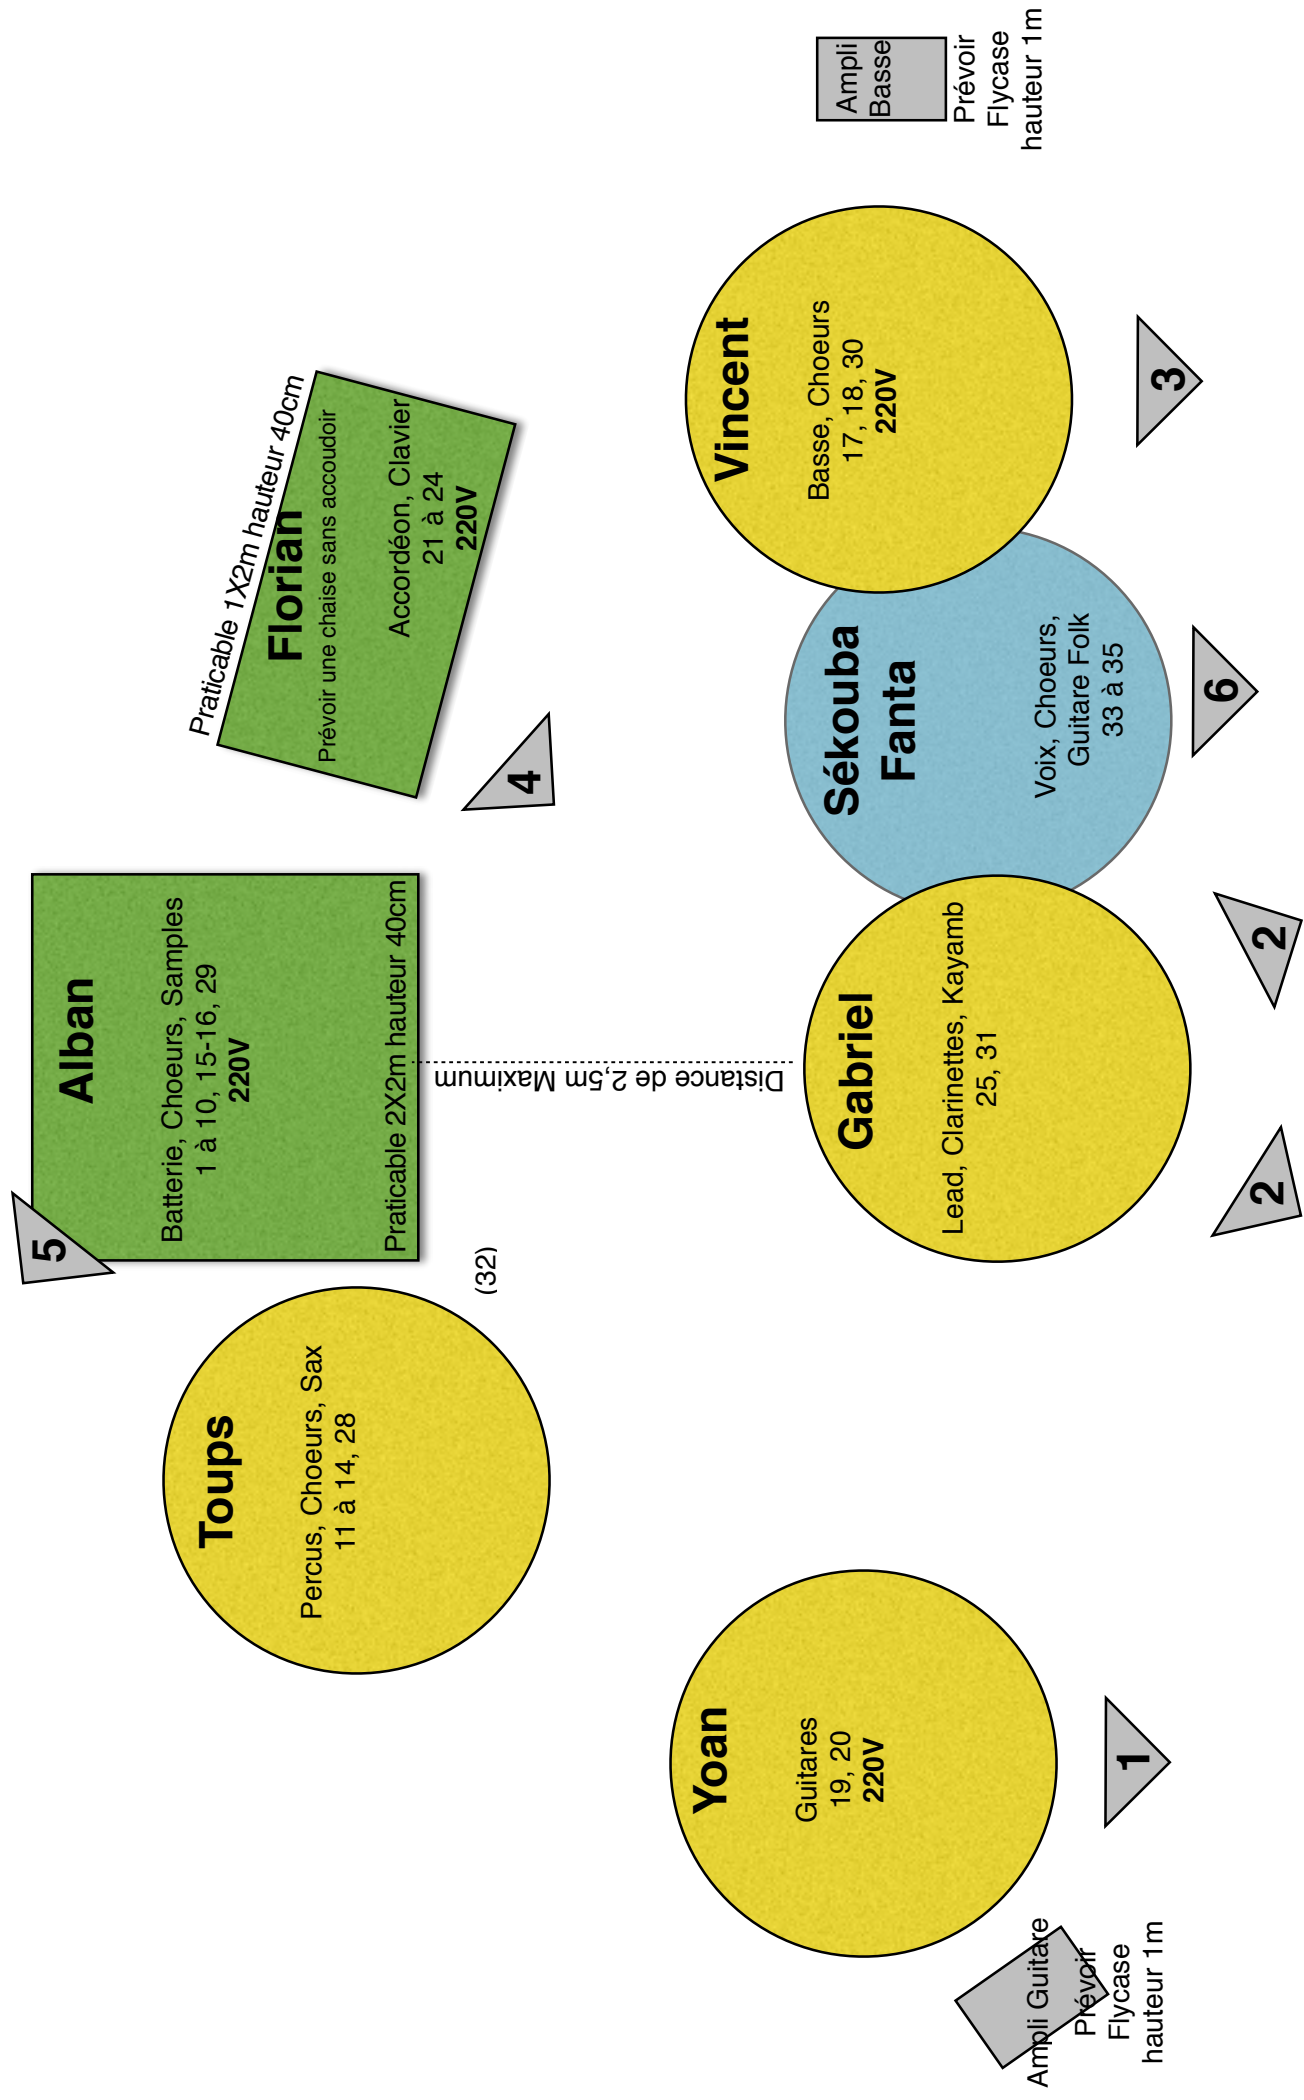 5
Alban
Batterie, Choeurs, Samples
1 à 10, 15-16, 29
220V
Praticable 2X2m hauteur 40cm
Praticable 1X2m hauteur 40cm
Florian
Prévoir une chaise sans accoudoir
Accordéon, Clavier
21 à 24
220V
4
Toups
Percus, Choeurs, Sax
11 à 14, 28
(32)
Distance de 2,5m Maximum
Yoan
Guitares
19, 20
220V
Gabriel
Lead, Clarinettes, Kayamb
25, 31
Sékouba
Fanta
Voix, Choeurs,
Guitare Folk
33 à 35
Vincent
Basse, Choeurs
17, 18, 30
220V
Ampli
Basse
Prévoir
Flycase
hauteur 1m
Ampli Guitare
Prévoir
Flycase
hauteur 1m
1
2
2
6
3